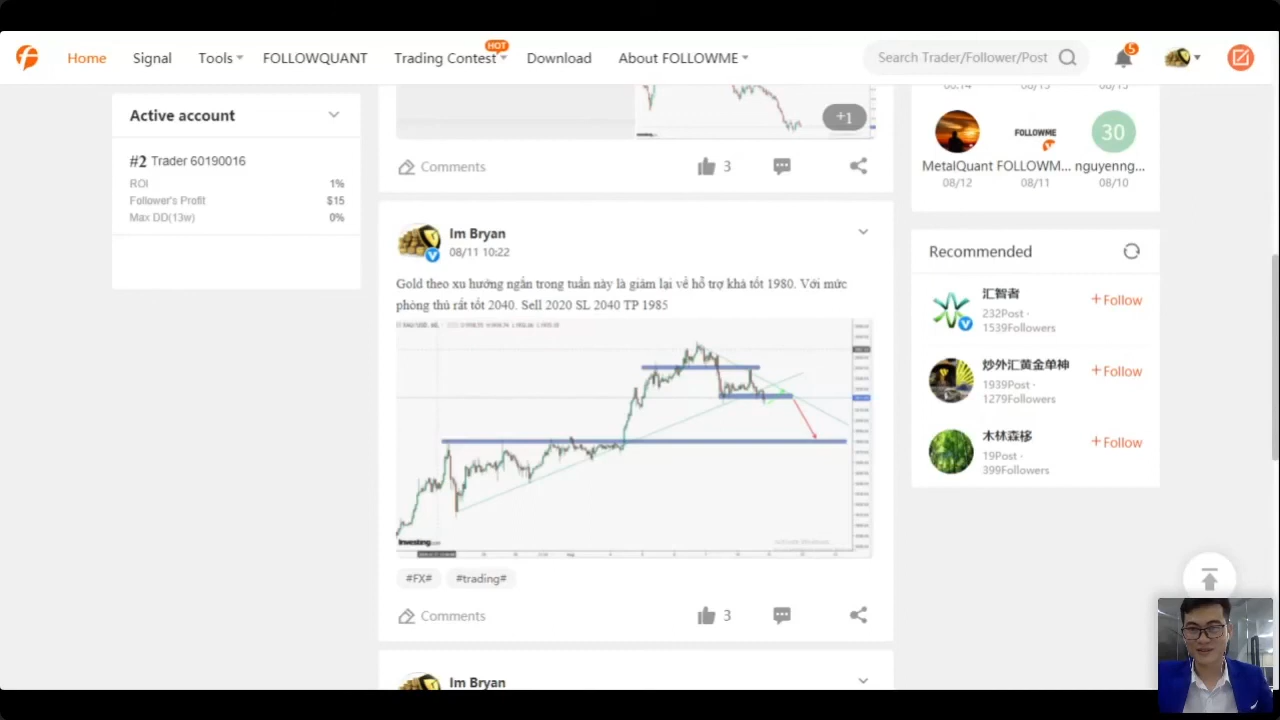 Home
Signal
Tools
FOLLOWQUANT
Trading Contest
HOT
Download
About FOLLOWME
Search Trader/Follower/Post
5
Active account
#2 Trader 60190016
ROI 1%
Follower's Profit $15
Max DD(13w) 0%
+1
Comments
3
Im Bryan
08/11 10:22
Gold theo xu hướng ngắn trong tuần này là giảm lại về hỗ trợ khá tốt 1980. Với mức
phòng thủ rất tốt 2040. Sell 2020 SL 2040 TP 1985
Investing.com
#FX# #trading#
Comments
3
Im Bryan
30
FOLLOWME
MetalQuant FOLLOWM... nguyenng...
08/12 08/11 08/10
Recommended
汇智者
232Post ·
1539Followers
+ Follow
炒外汇黄金单神
1939Post ·
1279Followers
+ Follow
木林森栘
19Post ·
399Followers
+ Follow